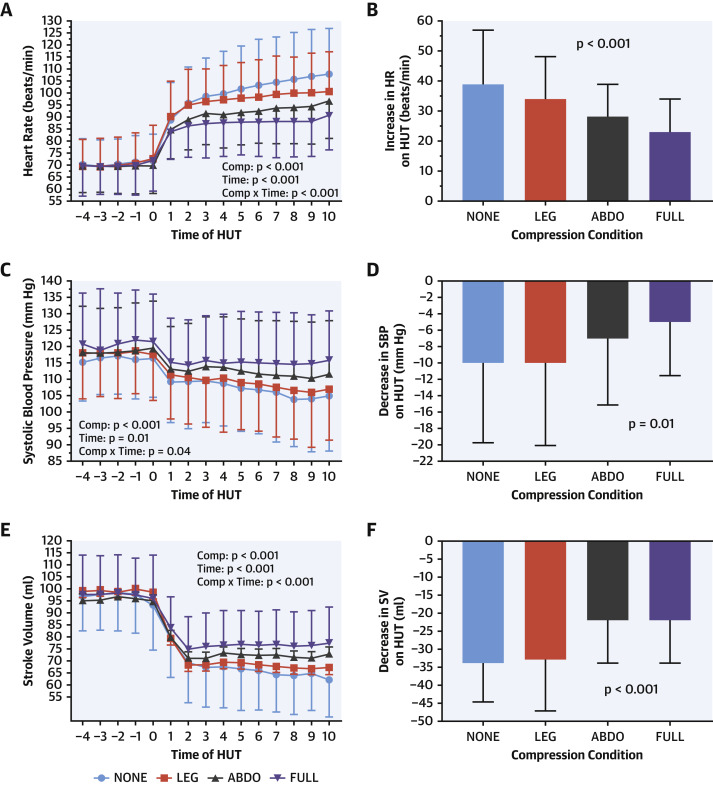 A
Heart Rate (beats/min)
130
125
120
115
110
105
100
95
90
85
80
75
70
65
60
55
Comp: p < 0.001
Time: p < 0.001
Comp x Time: p < 0.001
−4 −3 −2 −1 0 1 2 3 4 5 6 7 8 9 10
Time of HUT
B
Increase in HR
on HUT (beats/min)
60
50
40
30
20
10
0
p < 0.001
NONE LEG ABDO FULL
Compression Condition
C
Systolic Blood Pressure (mm Hg)
140
135
130
125
120
115
110
105
100
95
90
85
Comp: p < 0.001
Time: p = 0.01
Comp x Time: p = 0.04
−4 −3 −2 −1 0 1 2 3 4 5 6 7 8 9 10
Time of HUT
D
Decrease in SBP
on HUT (mm Hg)
0
−2
−4
−6
−8
−10
−12
−14
−16
−18
−20
−22
p = 0.01
NONE LEG ABDO FULL
Compression Condition
E
Stroke Volume (ml)
120
115
110
105
100
95
90
85
80
75
70
65
60
55
Comp: p < 0.001
Time: p < 0.001
Comp x Time: p < 0.001
−4 −3 −2 −1 0 1 2 3 4 5 6 7 8 9 10
Time of HUT
F
Decrease in SV
on HUT (ml)
0
−5
−10
−15
−20
−25
−30
−35
−40
−45
−50
p < 0.001
NONE LEG ABDO FULL
Compression Condition
NONE LEG ABDO FULL